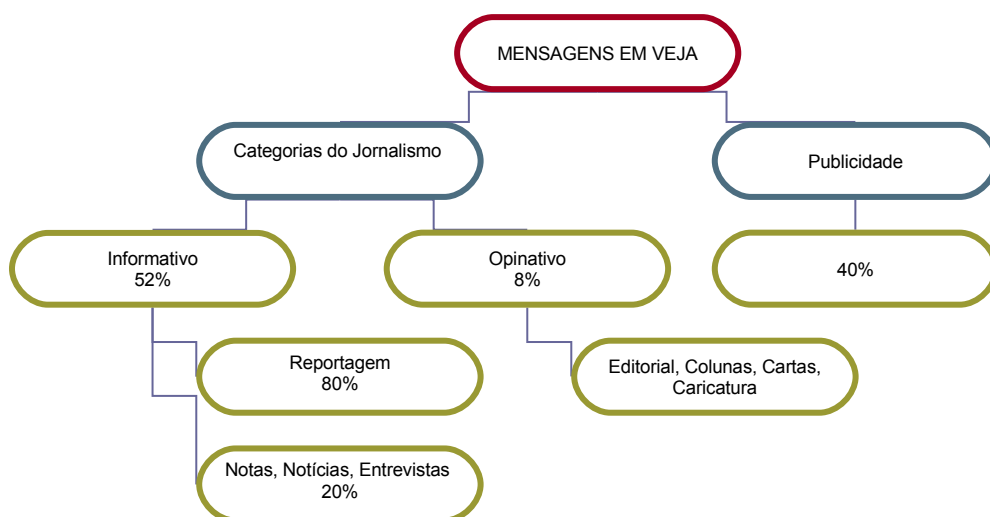 MENSAGENS EM VEJA
Categorias do Jornalismo
Publicidade
Informativo
52%
Opinativo
8%
40%
Reportagem
80%
Editorial, Colunas, Cartas,
Caricatura
Notas, Notícias, Entrevistas
20%